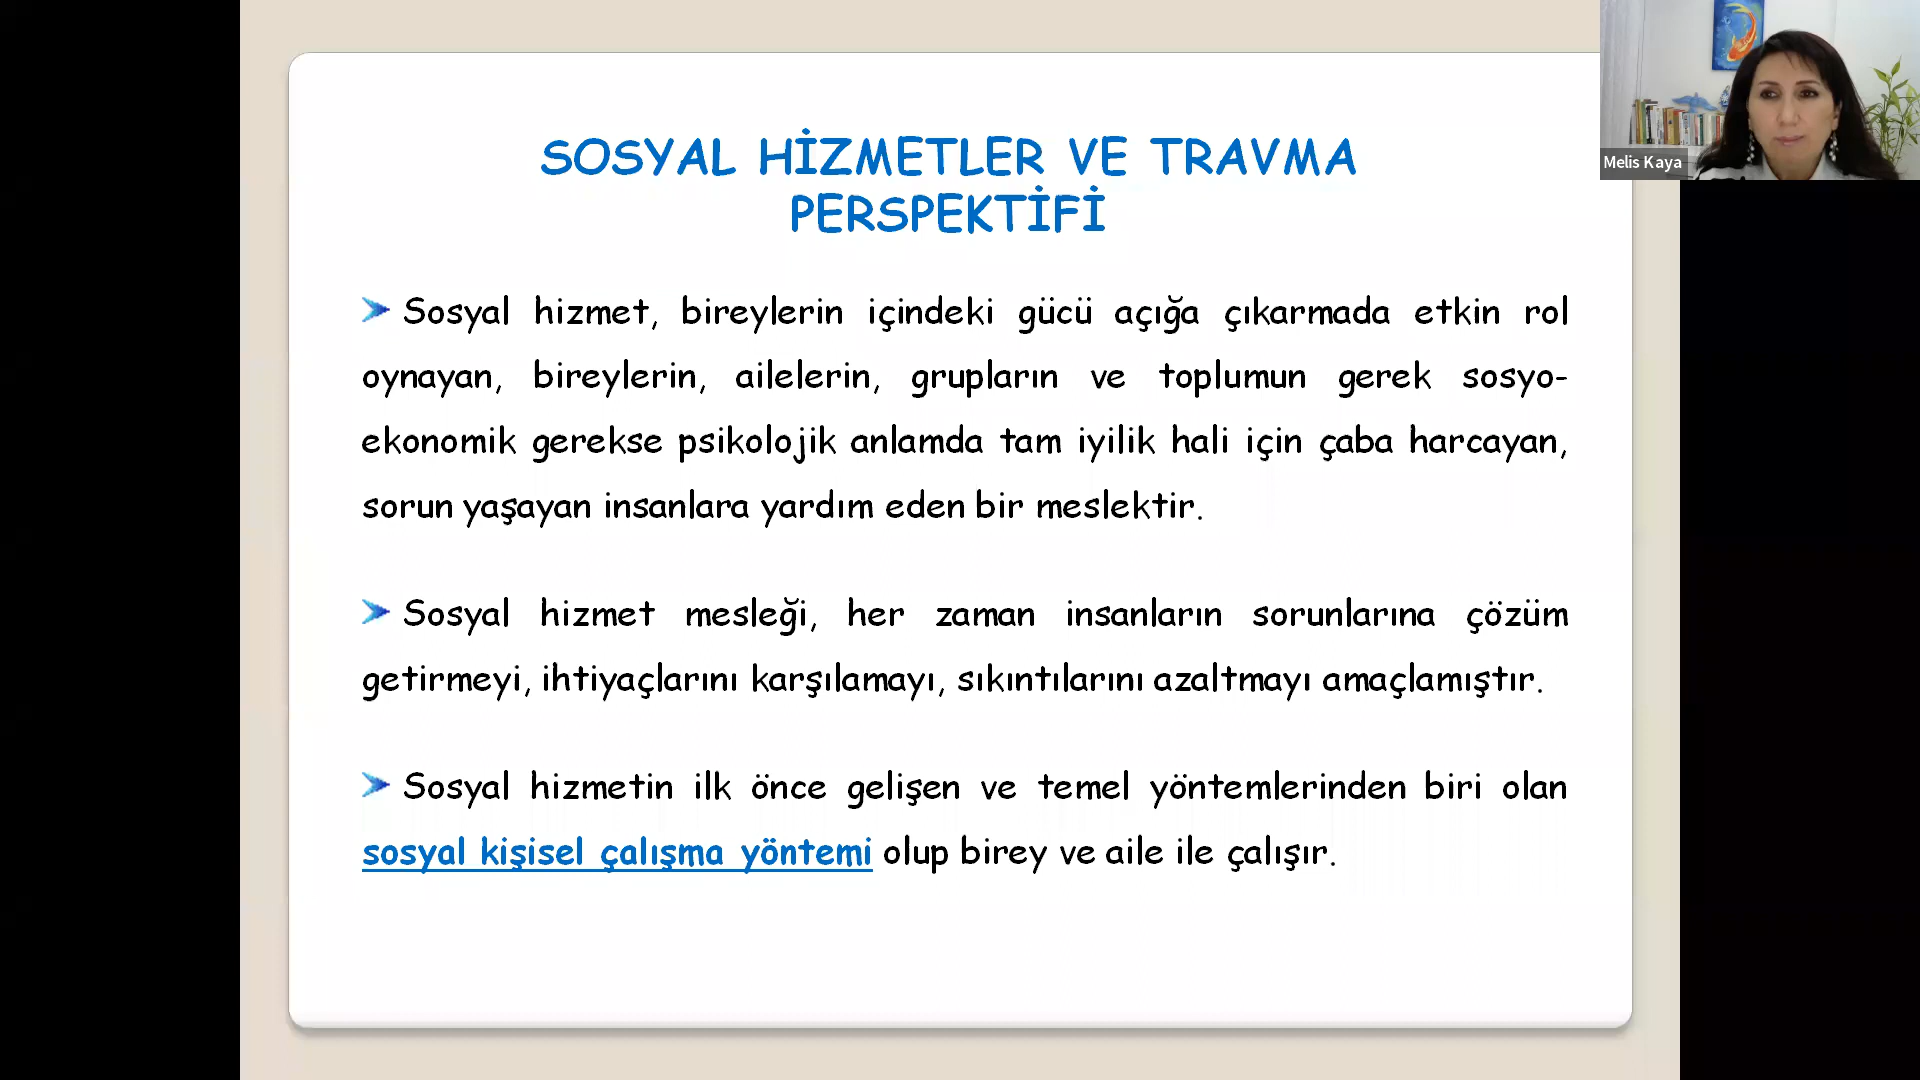 SOSYAL HİZMETLER VE TRAVMA
PERSPEKTİFİ
Melis Kaya
Sosyal hizmet, bireylerin içindeki gücü açığa çıkarmada etkin rol
oynayan, bireylerin, ailelerin, grupların ve toplumun gerek sosyo-
ekonomik gerekse psikolojik anlamda tam iyilik hali için çaba harcayan,
sorun yaşayan insanlara yardım eden bir meslektir.
Sosyal hizmet mesleği, her zaman insanların sorunlarına çözüm
getirmeyi, ihtiyaçlarını karşılamayı, sıkıntılarını azaltmayı amaçlamıştır.
Sosyal hizmetin ilk önce gelişen ve temel yöntemlerinden biri olan
sosyal kişisel çalışma yöntemi olup birey ve aile ile çalışır.